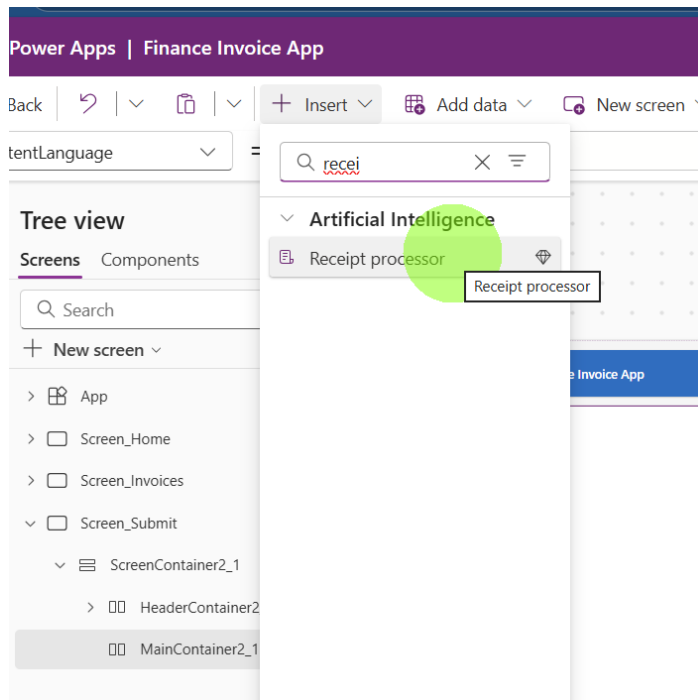 Power Apps | Finance Invoice App
Back
Insert
Add data
New screen
tentLanguage
=
recei
Artificial Intelligence
Receipt processor
Receipt processor
Tree view
Screens
Components
Search
New screen
App
Screen_Home
Screen_Invoices
Screen_Submit
ScreenContainer2_1
HeaderContainer2
MainContainer2_1
e Invoice App